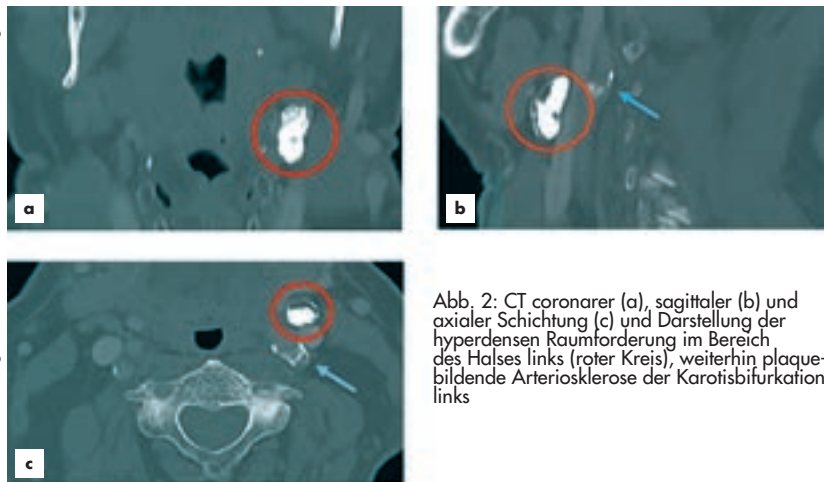 a
b
c
Abb. 2: CT coronarer (a), sagittaler (b) und
axialer Schichtung (c) und Darstellung der
hyperdensen Raumforderung im Bereich
des Halses links (roter Kreis), weiterhin plaque-
bildende Arteriosklerose der Karotisbifurkation
links